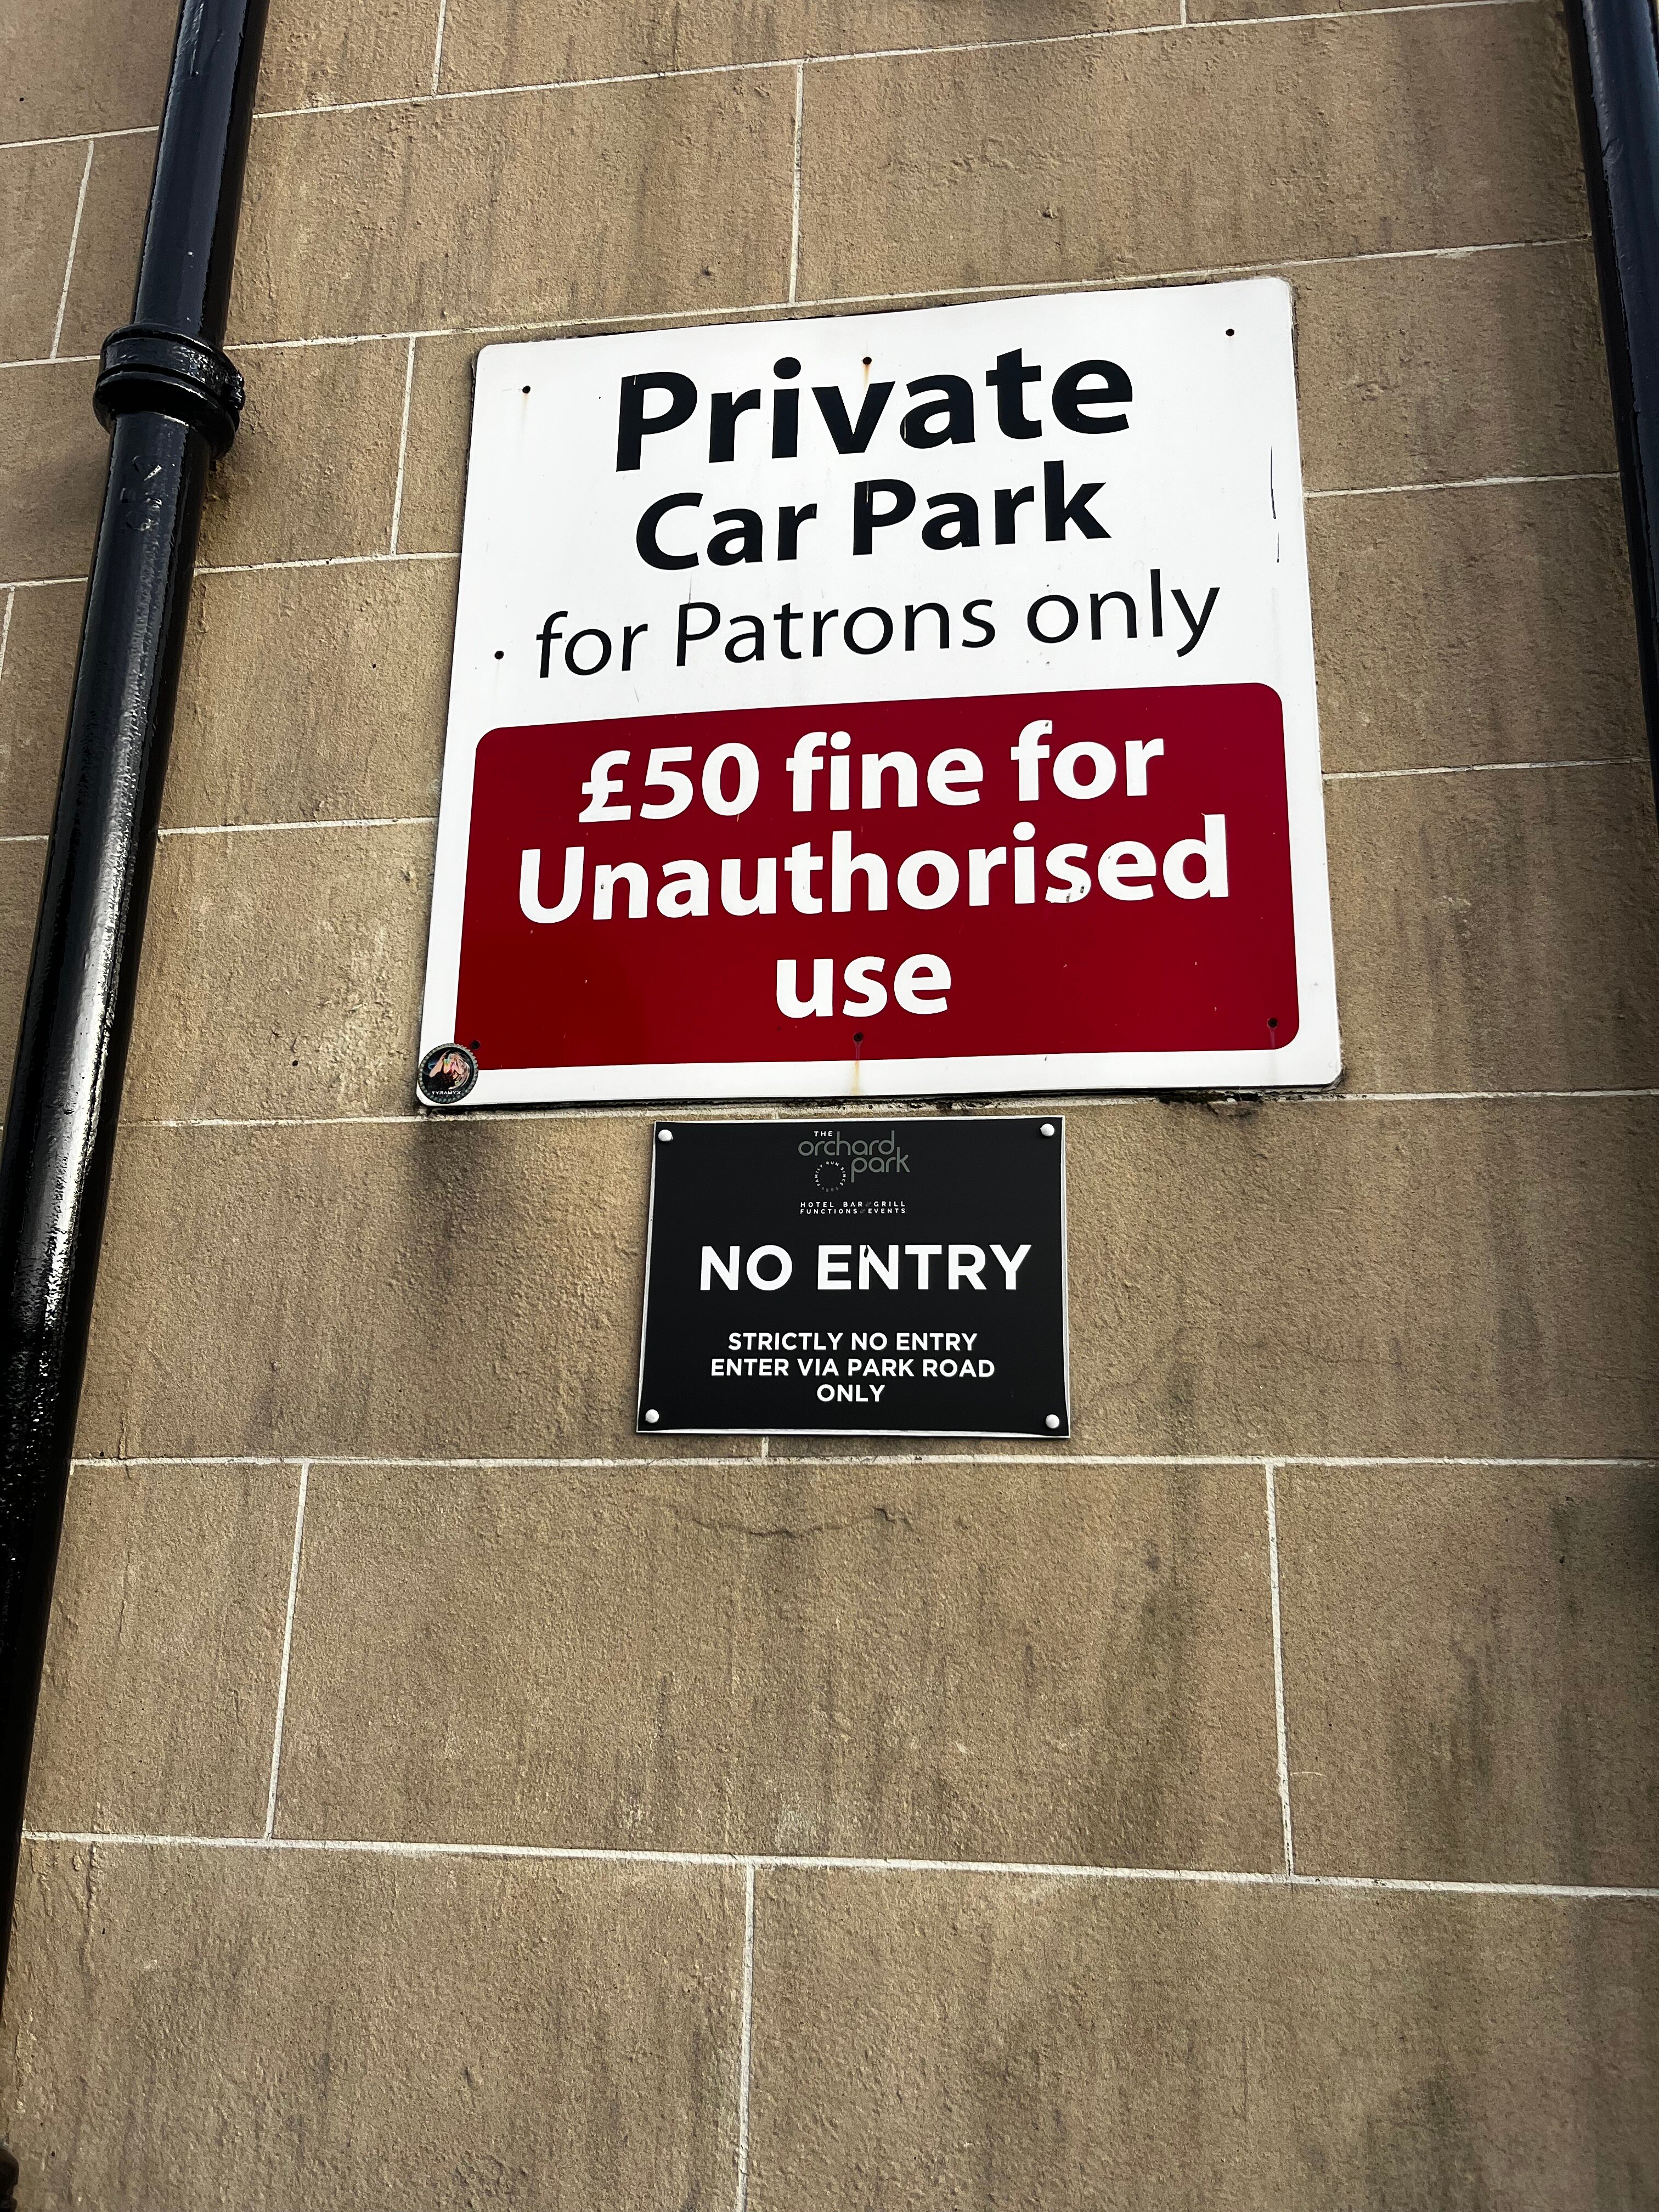 Private
Car Park
for Patrons only
£50 fine for
Unauthorised
use
THE
orchard
park
HOTEL BAR & GRILL
FUNCTIONS & EVENTS
NO ENTRY
STRICTLY NO ENTRY
ENTER VIA PARK ROAD
ONLY